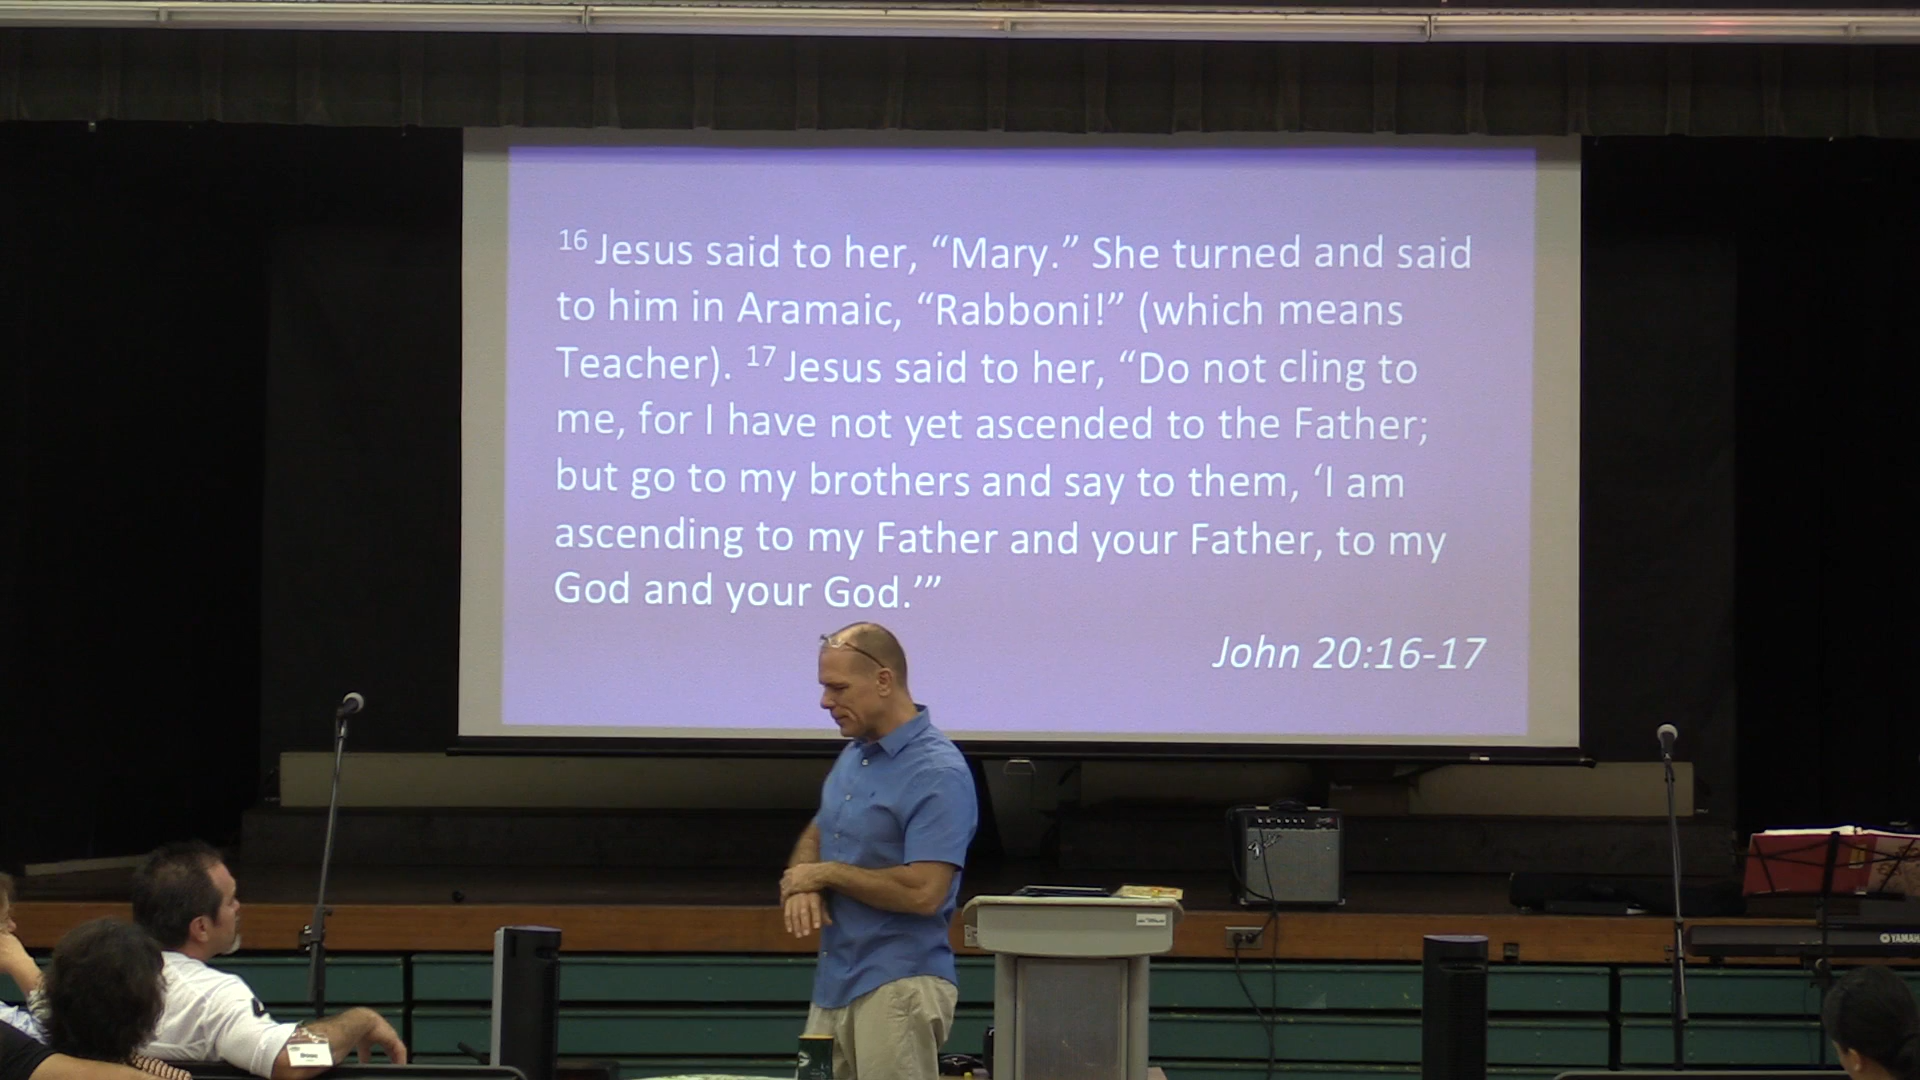 16 Jesus said to her, “Mary.” She turned and said
to him in Aramaic, “Rabboni!” (which means
Teacher). 17 Jesus said to her, “Do not cling to
me, for I have not yet ascended to the Father;
but go to my brothers and say to them, ‘I am
ascending to my Father and your Father, to my
God and your God.’”
John 20:16-17
YAMAH